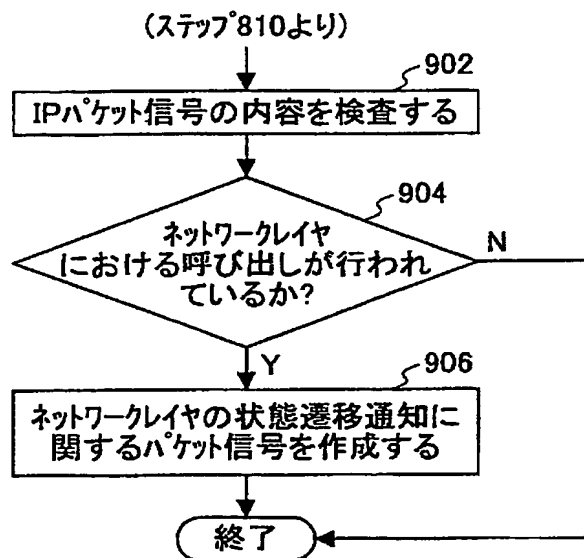 (ステップ810より)
902
IPパケット信号の内容を検査する
904
ネットワークレイヤ
における呼び出しが行われ
ているか?
N
Y
906
ネットワークレイヤの状態遷移通知に
関するパケット信号を作成する
終了